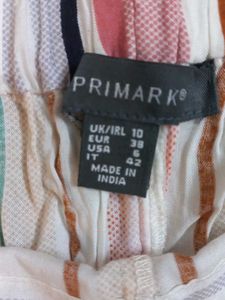 PRIMARK®
UK/IRL 10
EUR 38
USA 6
IT 42
MADE IN
INDIA